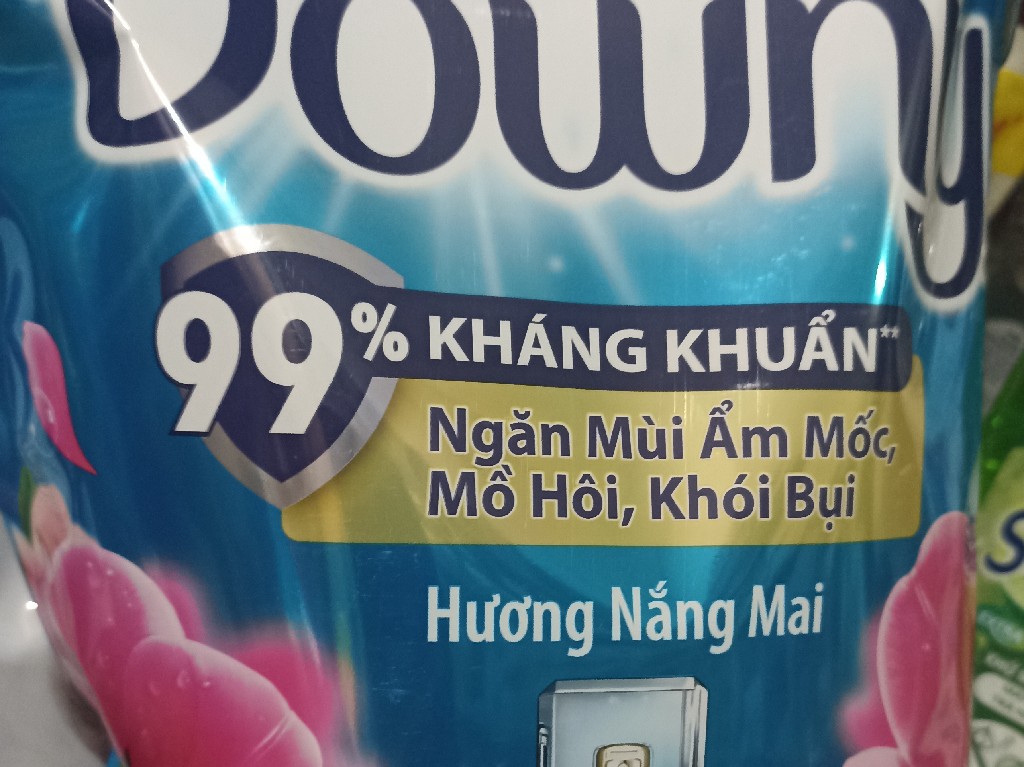 Downy
99% KHÁNG KHUẨN**
Ngăn Mùi Ẩm Mốc,
Mồ Hôi, Khói Bụi
Hương Nắng Mai